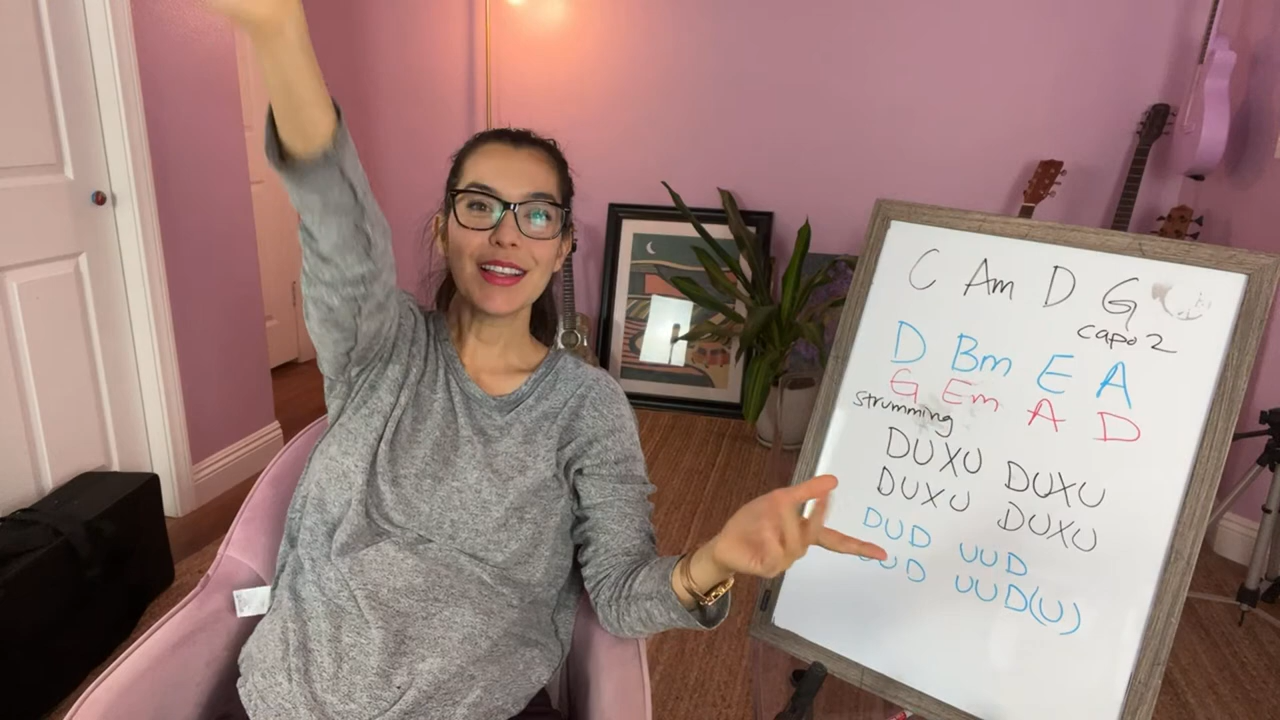 C Am D G
capo 2
D Bm E A
G Em A D
strumming
DUXU DUXU
DUXU DUXU
DUD UUD
UUD UUD(U)